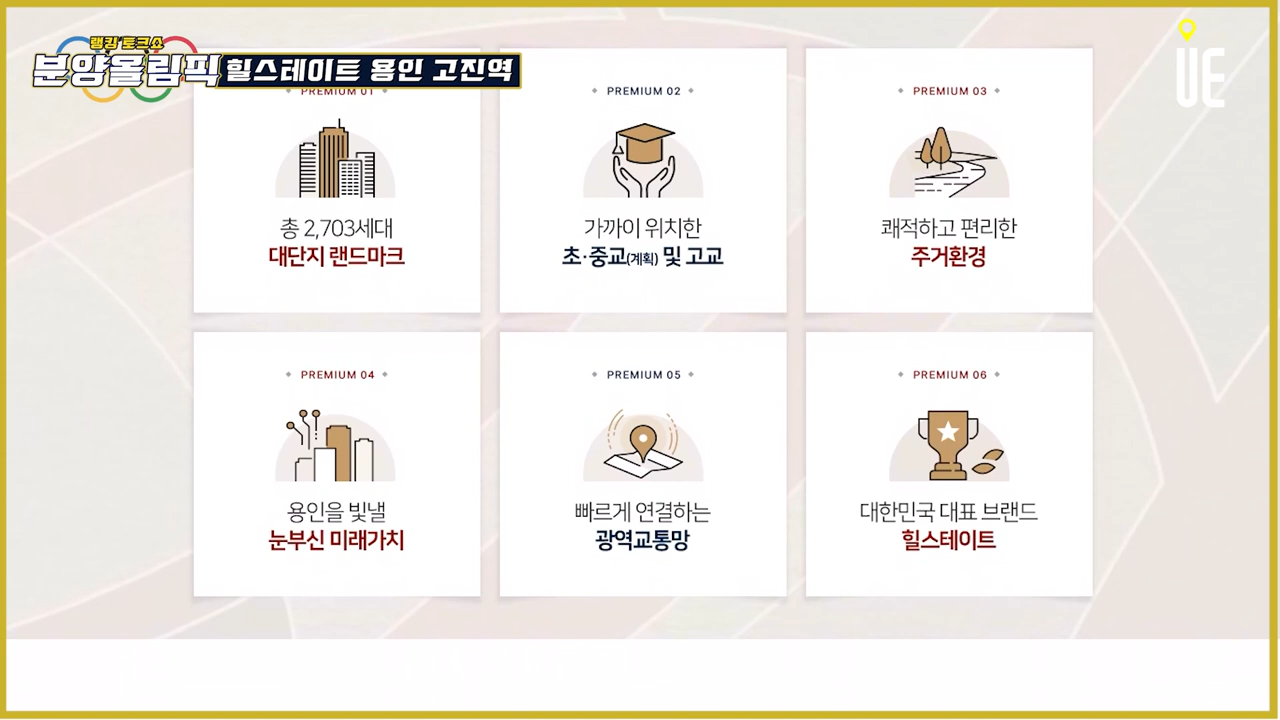 랭킹 토크쇼
분양올림픽 힐스테이트 용인 고진역
UE
PREMIUM 01
총 2,703세대
대단지 랜드마크
PREMIUM 02
가까이 위치한
초·중교(계획) 및 고교
PREMIUM 03
쾌적하고 편리한
주거환경
PREMIUM 04
용인을 빛낼
눈부신 미래가치
PREMIUM 05
빠르게 연결하는
광역교통망
PREMIUM 06
대한민국 대표 브랜드
힐스테이트